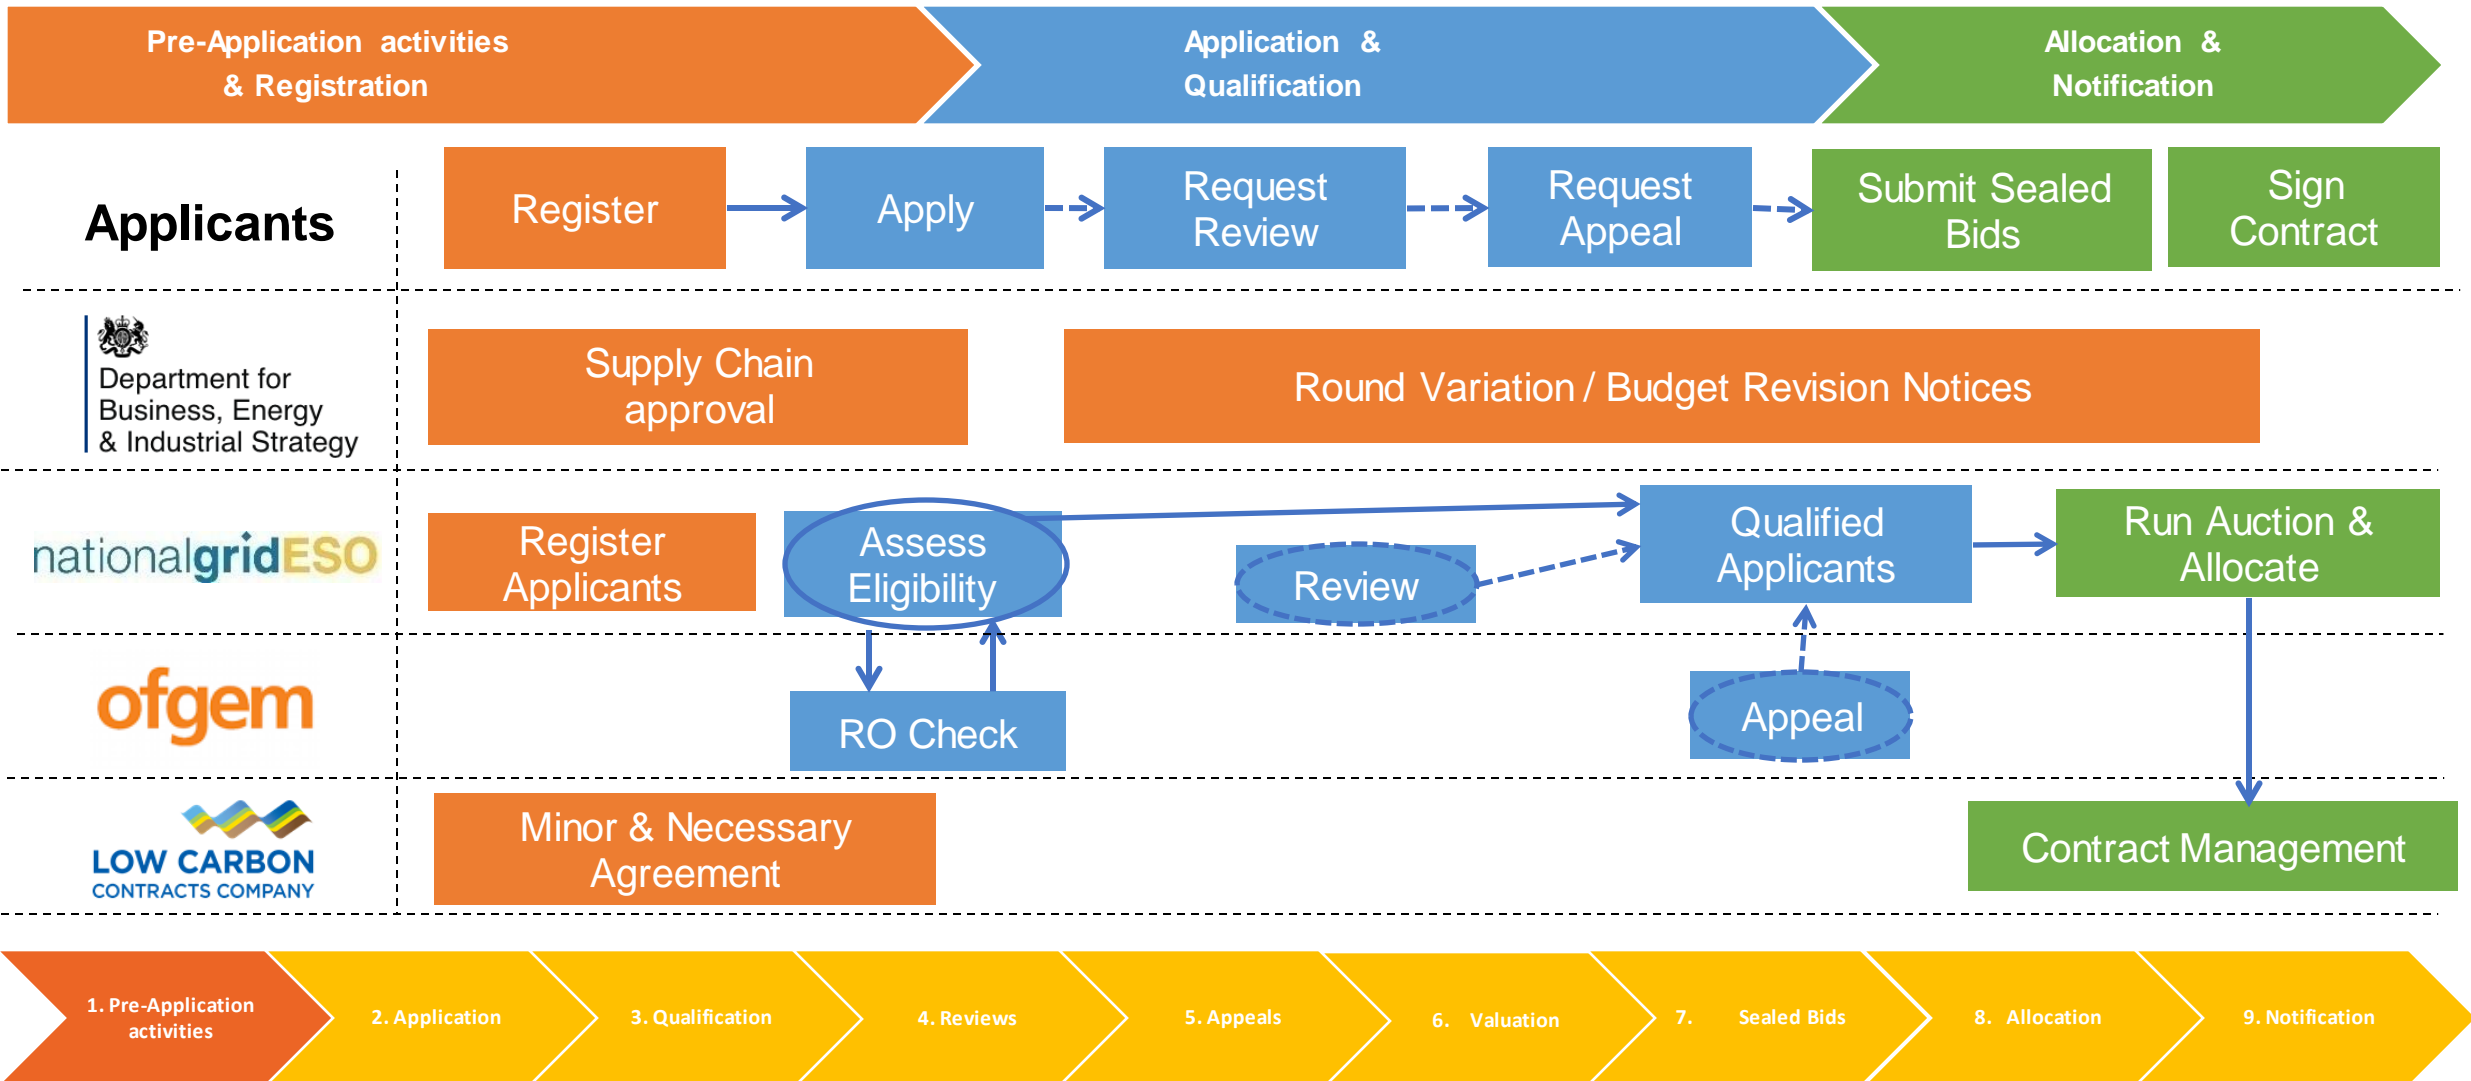 Pre-Application activities
& Registration
Application &
Qualification
Allocation &
Notification
Applicants
Register
Apply
Request
Review
Request
Appeal
Submit Sealed
Bids
Sign
Contract
Department for
Business, Energy
& Industrial Strategy
Supply Chain
approval
Round Variation / Budget Revision Notices
nationalgridESO
Register
Applicants
Assess
Eligibility
Review
Qualified
Applicants
Run Auction &
Allocate
ofgem
RO Check
Appeal
LOW CARBON
CONTRACTS COMPANY
Minor & Necessary
Agreement
Contract Management
1. Pre-Application
activities
2. Application
3. Qualification
4. Reviews
5. Appeals
6. Valuation
7. Sealed Bids
8. Allocation
9. Notification